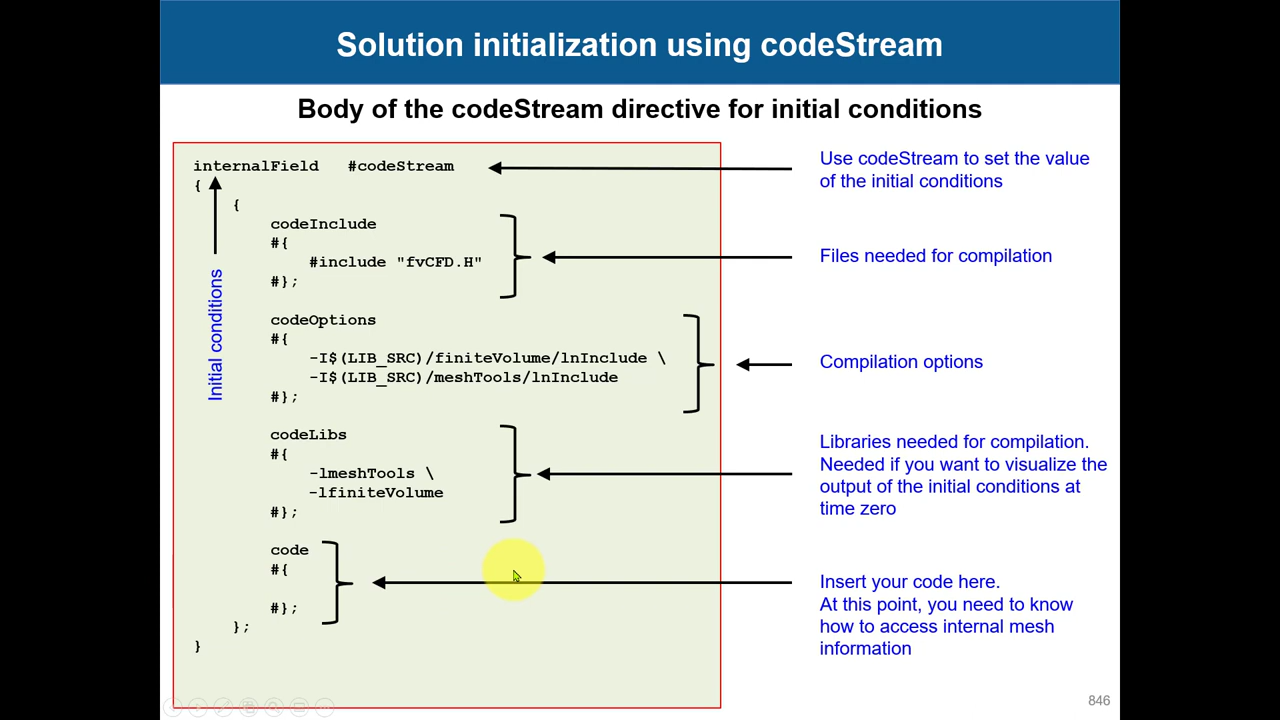 Solution initialization using codeStream
Body of the codeStream directive for initial conditions
internalField #codeStream
{
{
codeInclude
#{
#include "fvCFD.H"
#};
codeOptions
#{
-I$(LIB_SRC)/finiteVolume/lnInclude \
-I$(LIB_SRC)/meshTools/lnInclude
#};
codeLibs
#{
-lmeshTools \
-lfiniteVolume
#};
code
#{
#};
};
}
Initial conditions
Use codeStream to set the value
of the initial conditions
Files needed for compilation
Compilation options
Libraries needed for compilation.
Needed if you want to visualize the
output of the initial conditions at
time zero
Insert your code here.
At this point, you need to know
how to access internal mesh
information
846